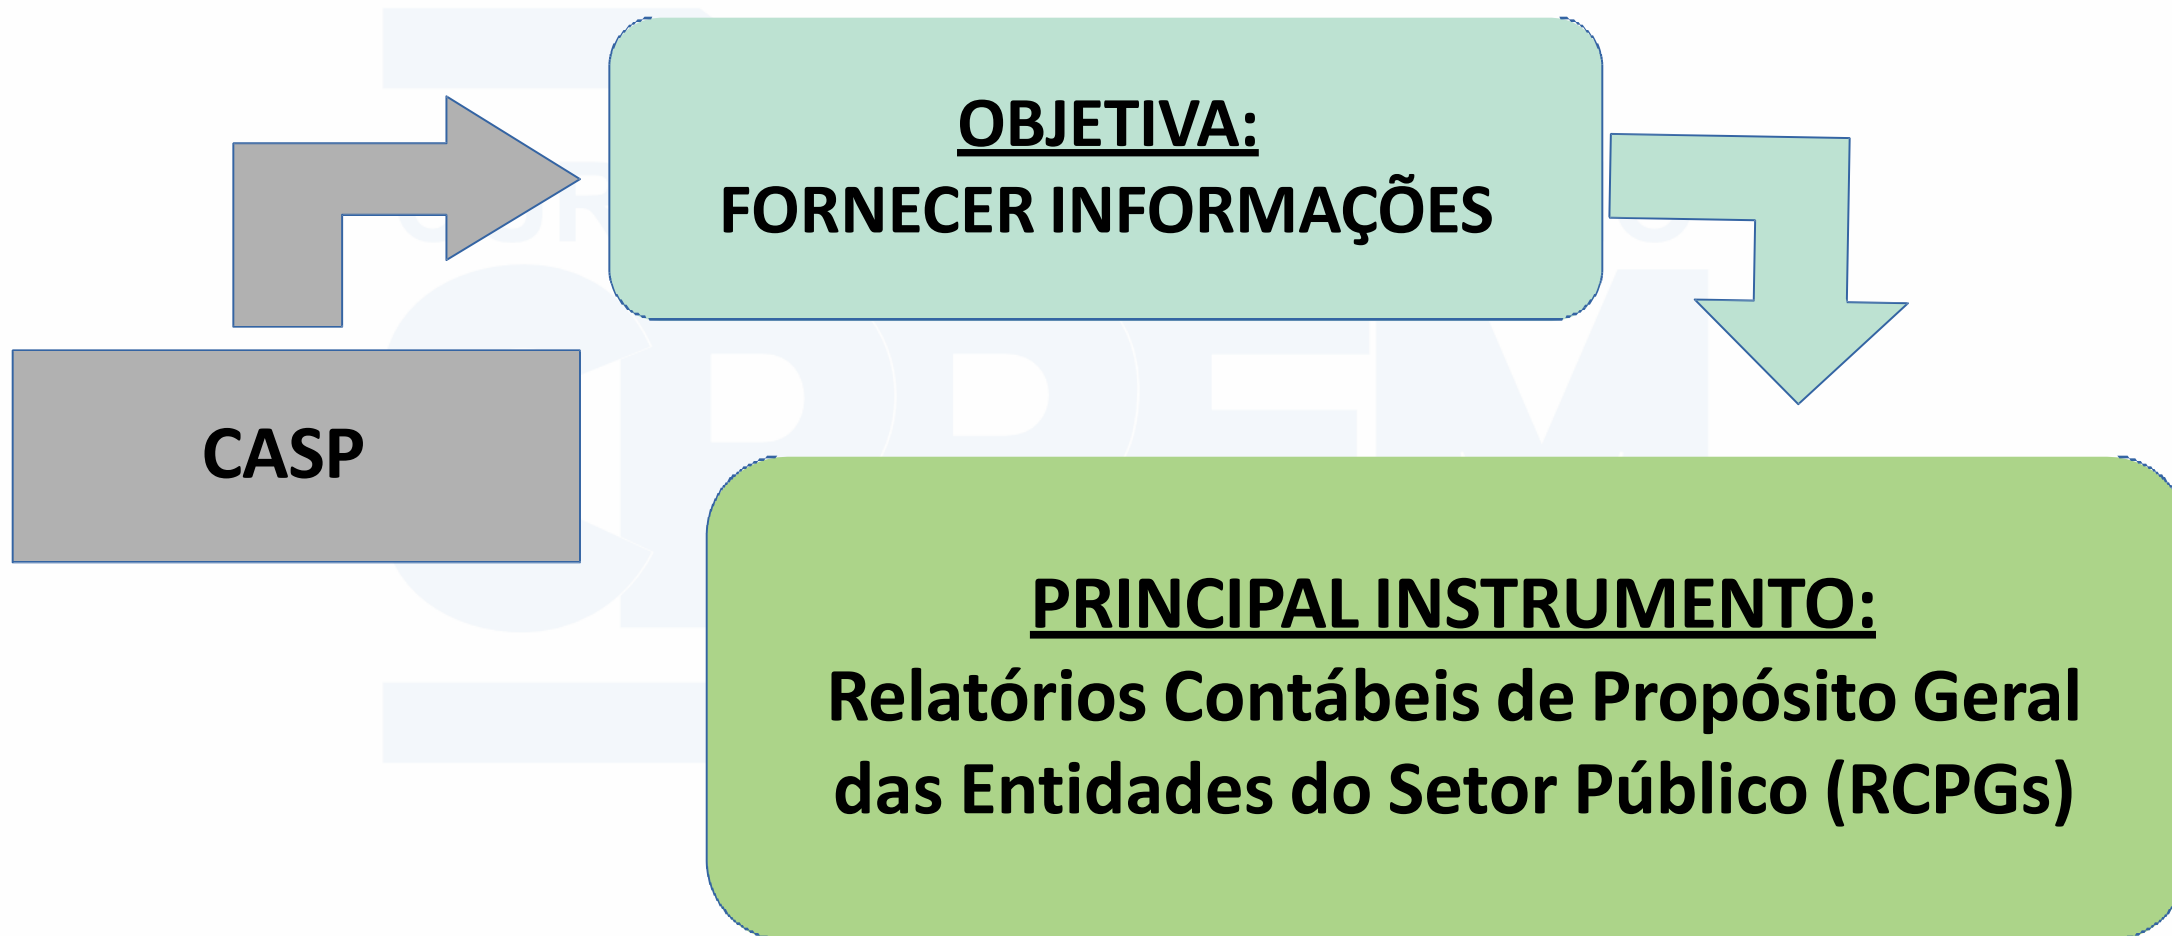 OBJETIVA:
FORNECER INFORMAÇÕES
CASP
PRINCIPAL INSTRUMENTO:
Relatórios Contábeis de Propósito Geral
das Entidades do Setor Público (RCPGs)